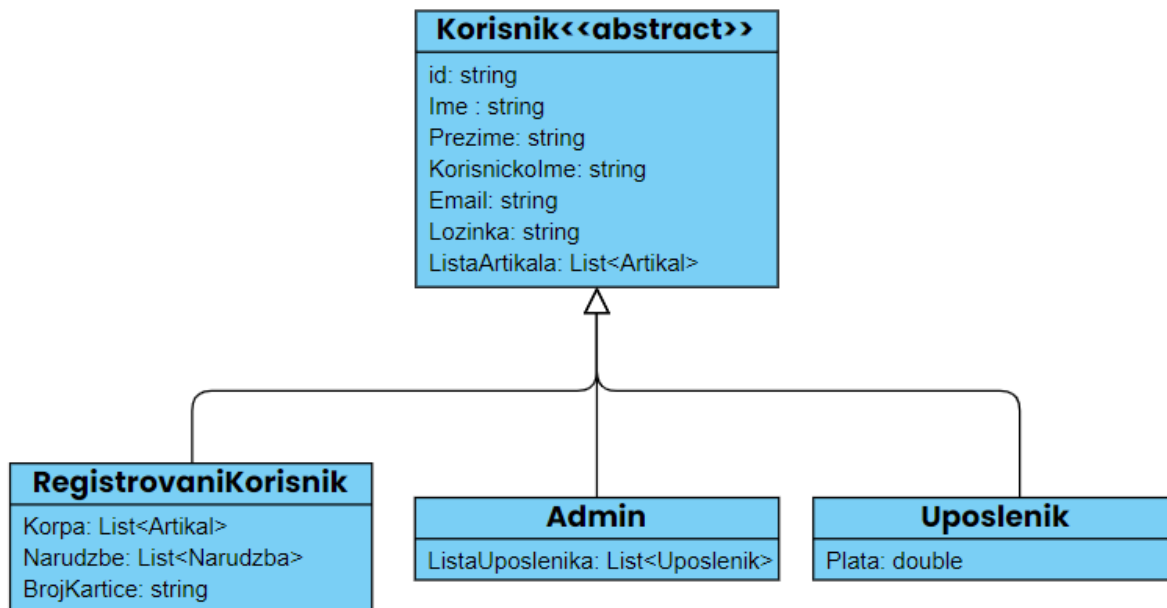 Korisnik<<abstract>>
id: string
Ime : string
Prezime: string
KorisnickoIme: string
Email: string
Lozinka: string
ListaArtikala: List<Artikal>
RegistrovaniKorisnik
Korpa: List<Artikal>
Narudzbe: List<Narudzba>
BrojKartice: string
Admin
ListaUposlenika: List<Uposlenik>
Uposlenik
Plata: double